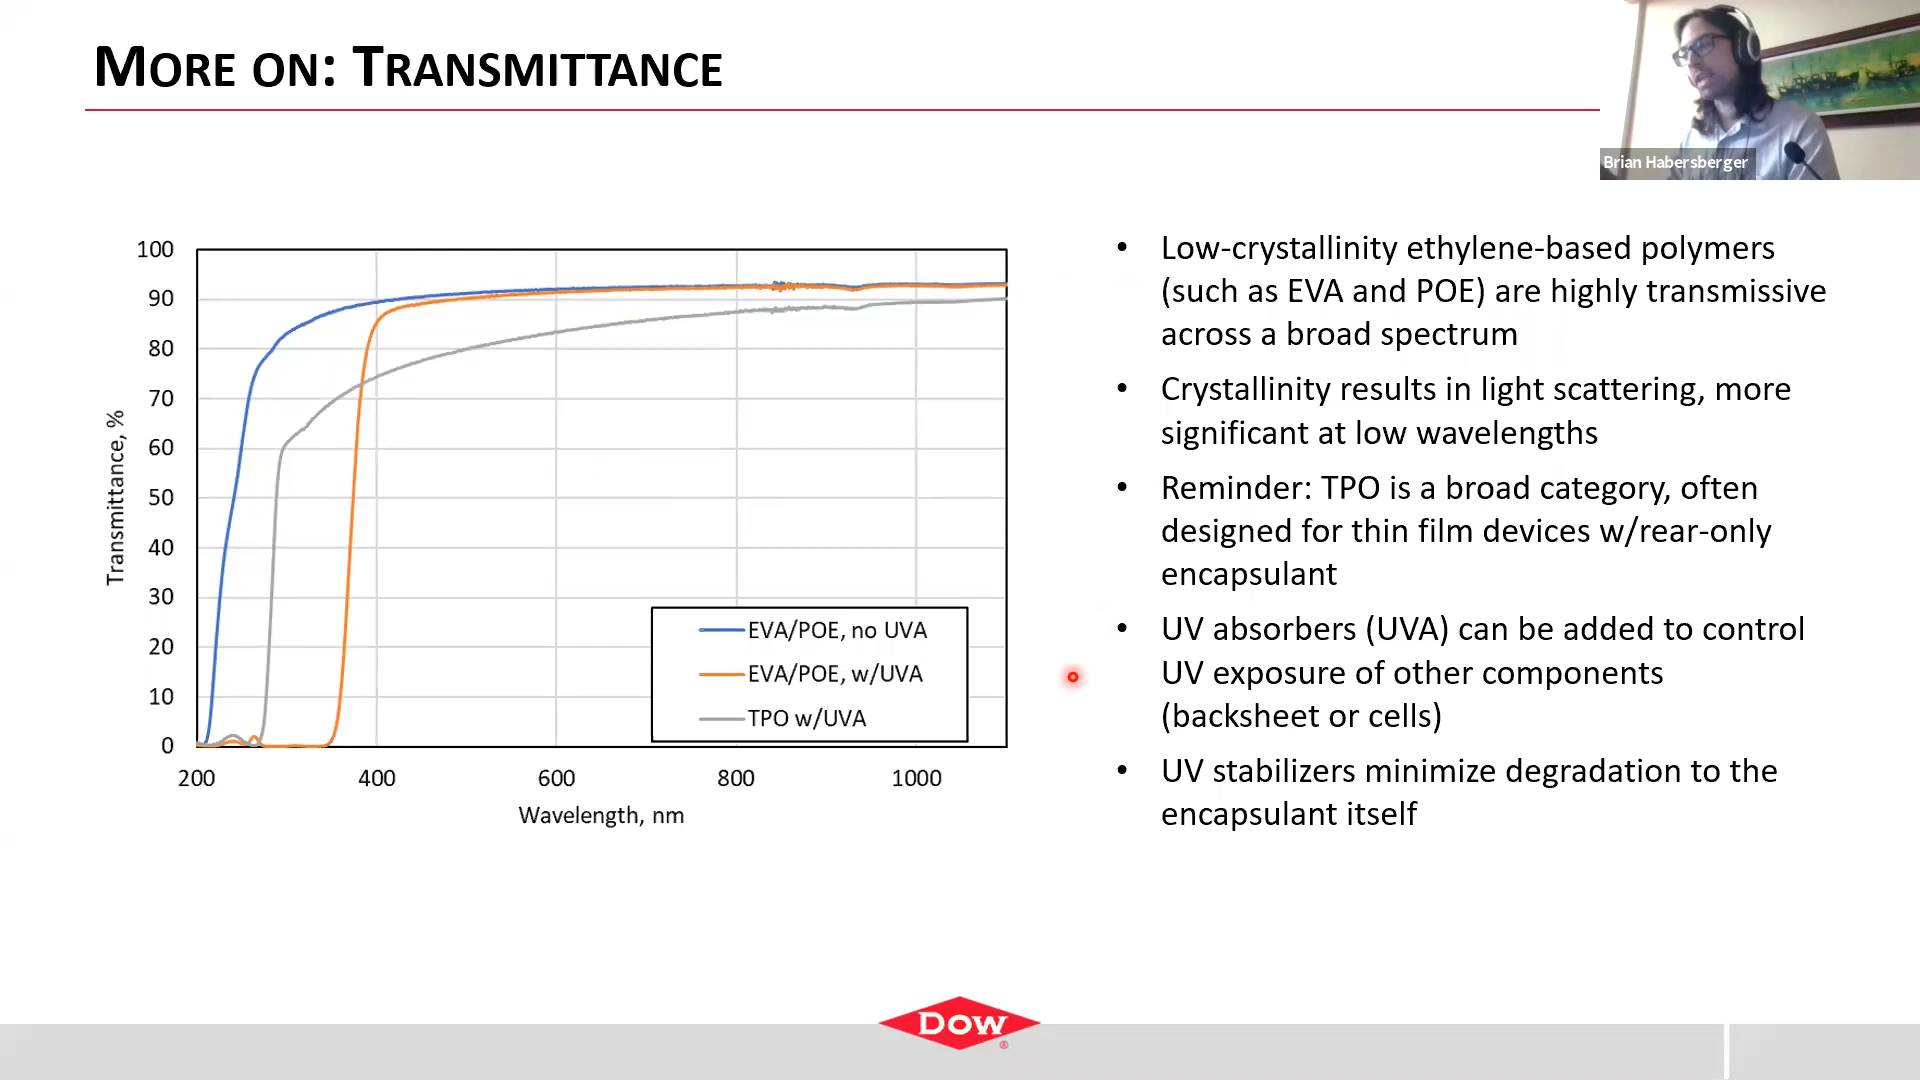 MORE ON: TRANSMITTANCE
Brian Habersberger
100
90
80
70
60
50
40
30
20
10
0
Transmittance, %
200
400
600
800
1000
Wavelength, nm
EVA/POE, no UVA
EVA/POE, w/UVA
TPO w/UVA
• Low-crystallinity ethylene-based polymers
(such as EVA and POE) are highly transmissive
across a broad spectrum
• Crystallinity results in light scattering, more
significant at low wavelengths
• Reminder: TPO is a broad category, often
designed for thin film devices w/rear-only
encapsulant
• UV absorbers (UVA) can be added to control
UV exposure of other components
(backsheet or cells)
• UV stabilizers minimize degradation to the
encapsulant itself
DOW
®